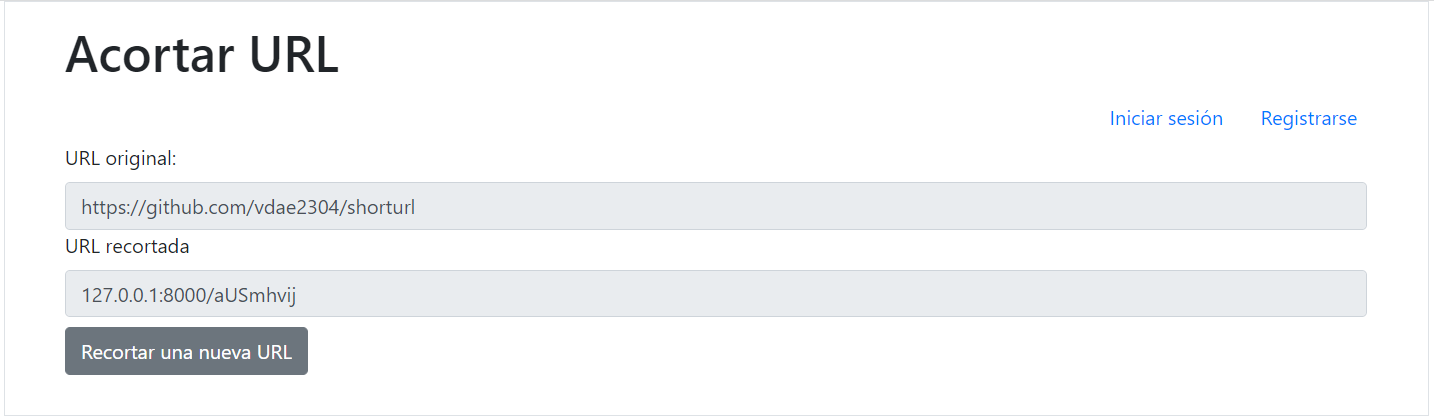 Acortar URL
Iniciar sesión Registrarse
URL original:
https://github.com/vdae2304/shorturl
URL recortada
127.0.0.1:8000/aUSmhvij
Recortar una nueva URL